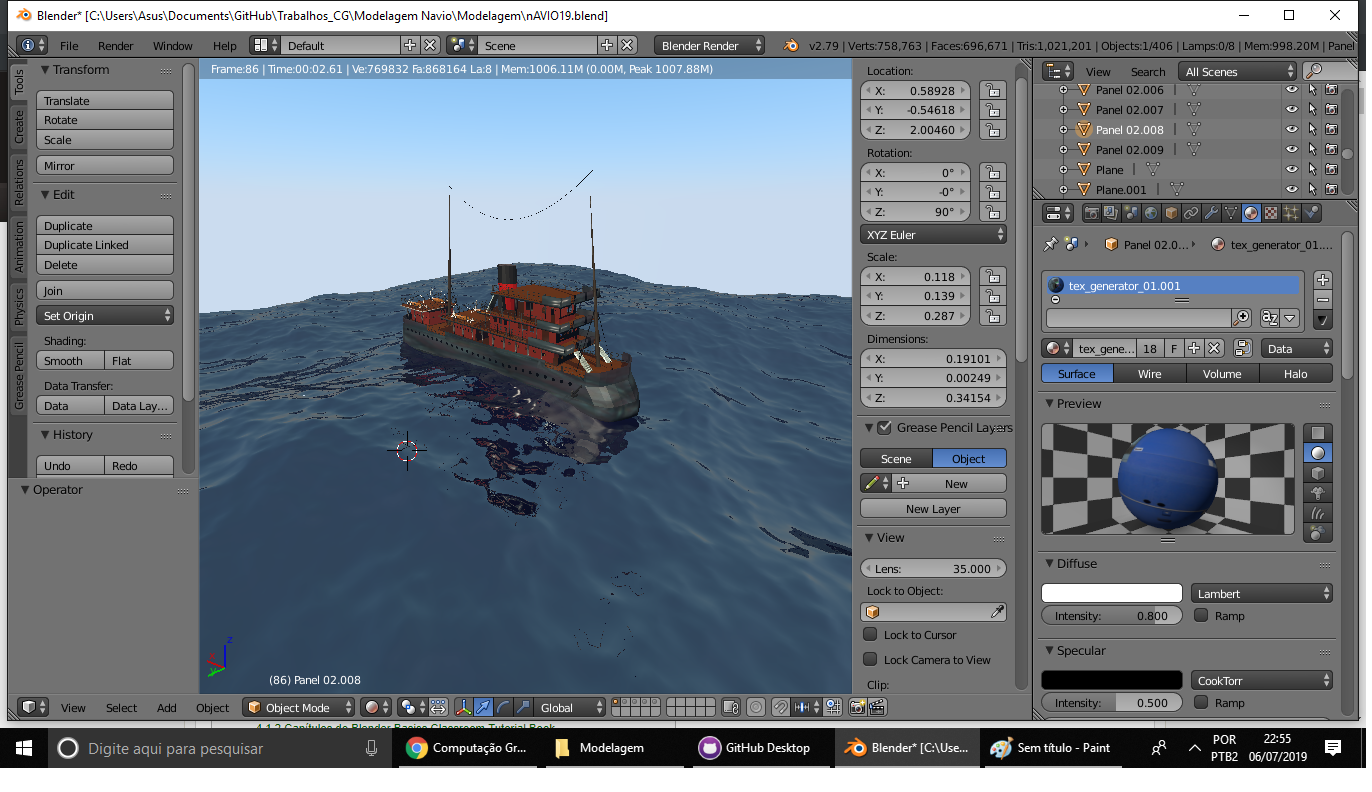 Blender* [C:\Users\Asus\Documents\GitHub\Trabalhos_CG\Modelagem Navio\Modelagem\nAVIO19.blend]
File Render Window Help Default Scene Blender Render v2.79 | Verts:758,763 | Faces:696,671 | Tris:1,021,201 | Objects:1/406 | Lamps:0/8 | Mem:998.20M | Panel
Frame:86 | Time:00:02.61 | Ve:769832 Fa:868164 La:8 | Mem:1006.11M (0.00M, Peak 1007.88M)
Tools
Create
Relations
Animation
Physics
Grease Pencil
Transform
Translate
Rotate
Scale
Mirror
Edit
Duplicate
Duplicate Linked
Delete
Join
Set Origin
Shading:
Smooth Flat
Data Transfer:
Data Data Lay...
History
Undo Redo
Operator
z
x
y
(86) Panel 02.008
View Select Add Object Object Mode Global
Location:
X: 0.58928
Y: -0.54618
Z: 2.00460
Rotation:
X: 0°
Y: -0°
Z: 90°
XYZ Euler
Scale:
X: 0.118
Y: 0.139
Z: 0.287
Dimensions:
X: 0.19101
Y: 0.00249
Z: 0.34154
Grease Pencil Layers
Scene Object
New
New Layer
View
Lens: 35.000
Lock to Object:
Lock to Cursor
Lock Camera to View
Clip:
View Search All Scenes
Panel 02.006
Panel 02.007
Panel 02.008
Panel 02.009
Plane
Plane.001
Panel 02.0... tex_generator_01....
tex_generator_01.001
tex_gene... 18 F Data
Surface Wire Volume Halo
Preview
Diffuse
Lambert
Intensity: 0.800 Ramp
Specular
CookTorr
Intensity: 0.500 Ramp
4.1.2 Capítulos do Blender Basics Classroom Tutorial Book
Digite aqui para pesquisar
Computação Gr...
Modelagem
GitHub Desktop
Blender* [C:\Use...
Sem título - Paint
POR
PTB2
22:55
06/07/2019